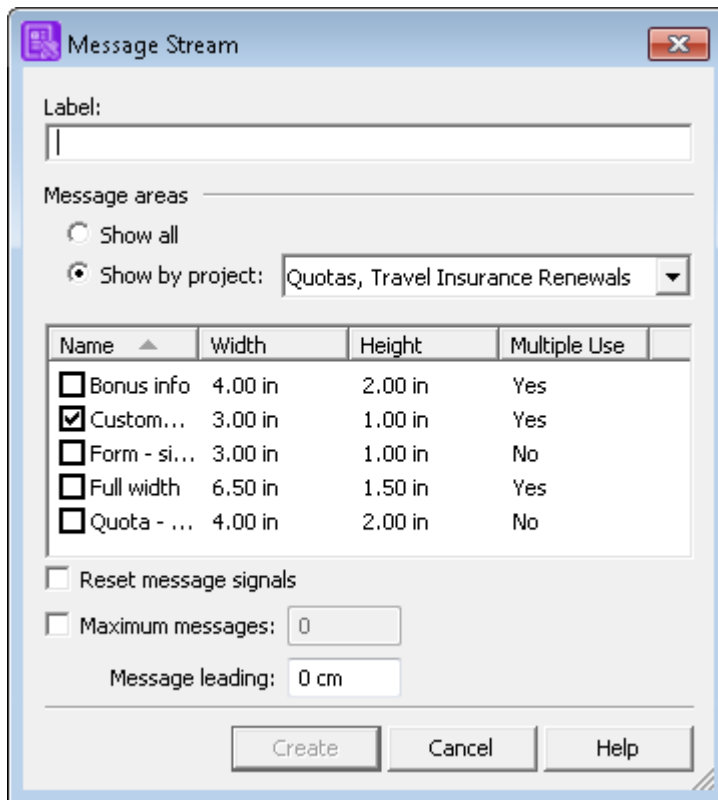 Message Stream
Label:
Message areas
Show all
Show by project: Quotas, Travel Insurance Renewals
Name Width Height Multiple Use
Bonus info 4.00 in 2.00 in Yes
Custom... 3.00 in 1.00 in Yes
Form - si... 3.00 in 1.00 in No
Full width 6.50 in 1.50 in Yes
Quota - ... 4.00 in 2.00 in No
Reset message signals
Maximum messages: 0
Message leading: 0 cm
Create Cancel Help